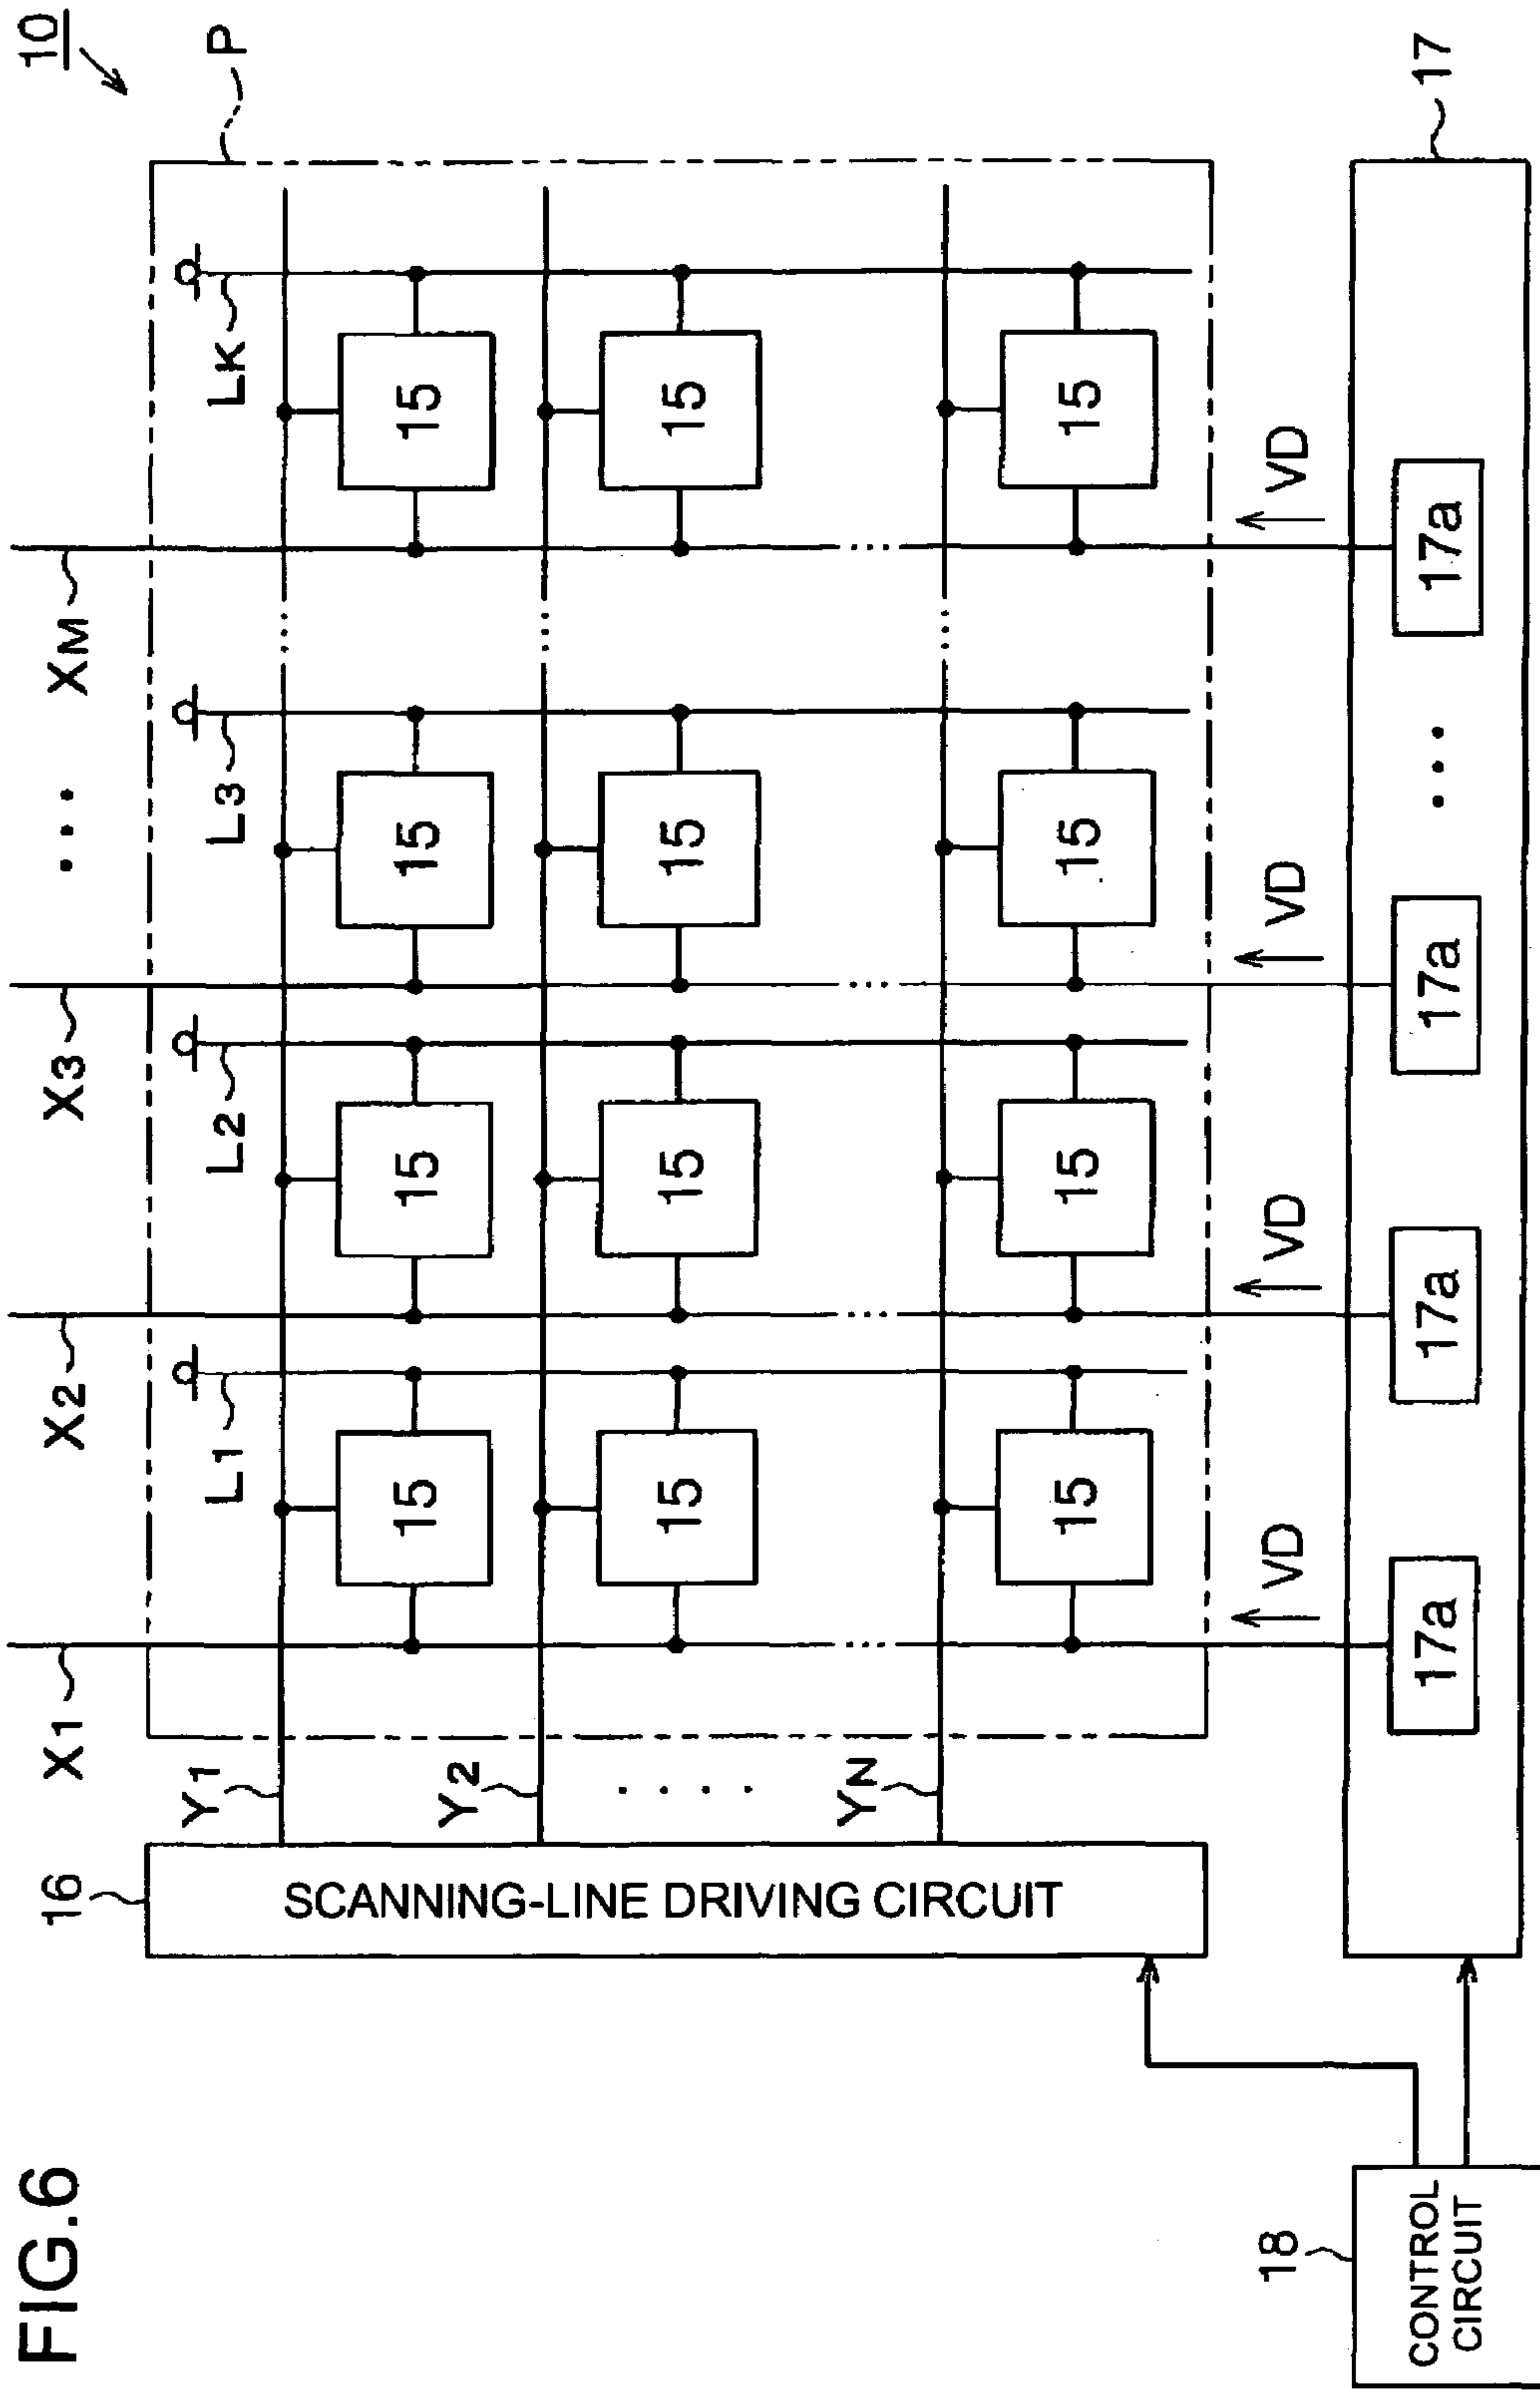 FIG.6
10
X1
X2
X3
• • •
XM
P
L1
L2
L3
LK
16
Y1
15
15
15
15
SCANNING-LINE DRIVING CIRCUIT
Y2
15
15
15
15
• • • •
YN
15
15
15
15
VD
VD
VD
VD
18
CONTROL
CIRCUIT
17a
17a
17a
• • •
17a
17